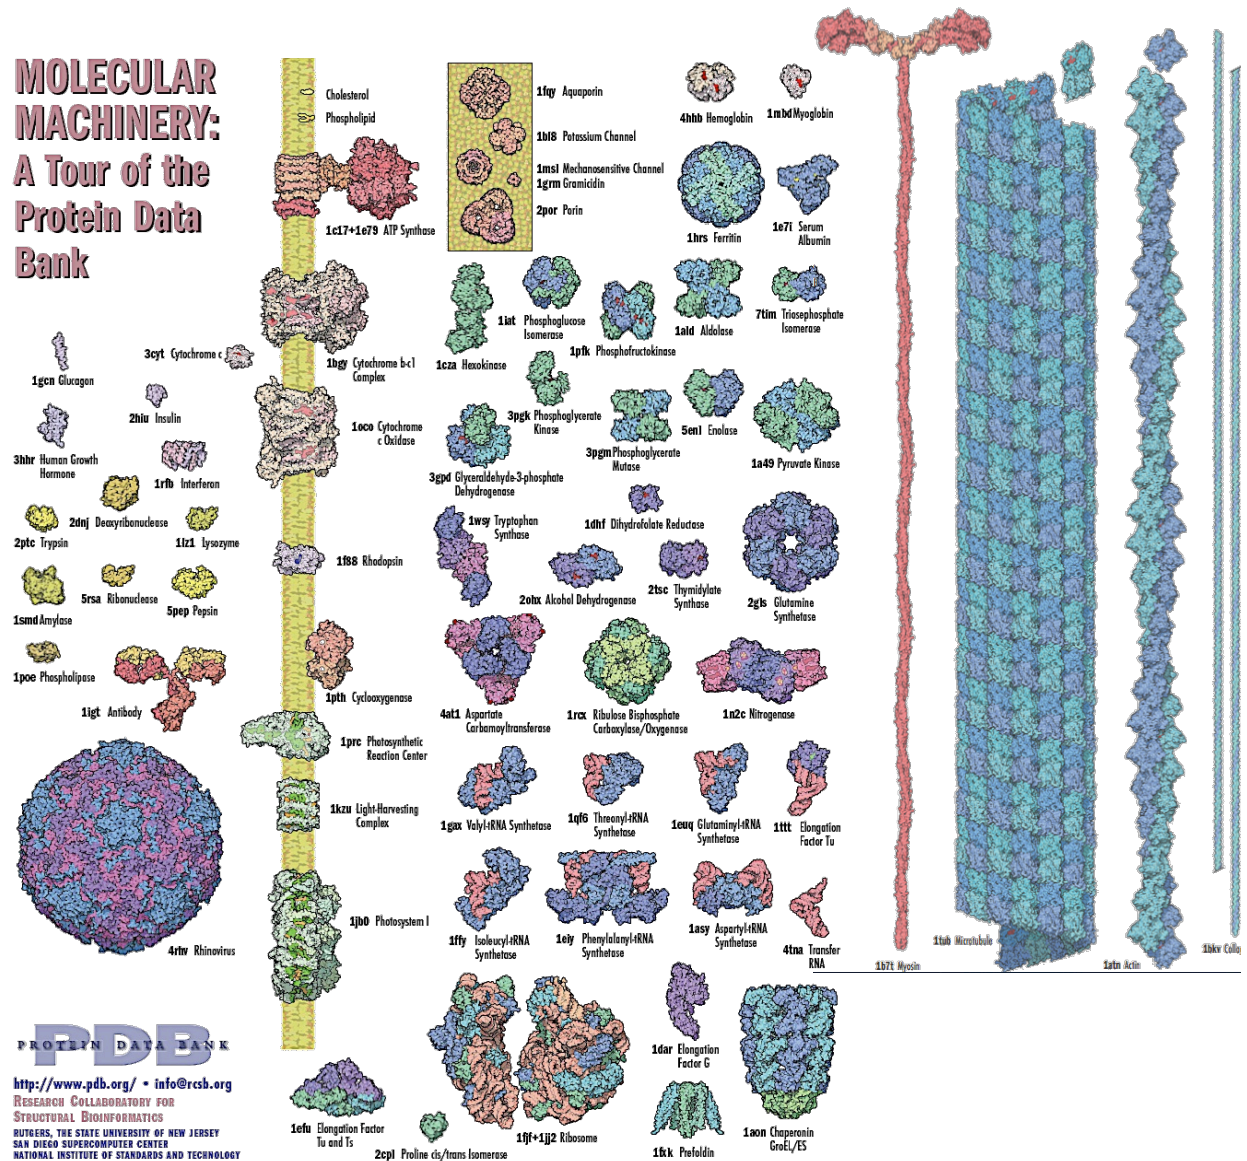 MOLECULAR
MACHINERY:
A Tour of the
Protein Data
Bank
Cholesterol
Phospholipid
1c17+1e79 ATP Synthase
1bgy Cytochrome b-c1
Complex
1oco Cytochrome
c Oxidase
1f88 Rhodopsin
1pth Cyclooxygenase
1prc Photosynthetic
Reaction Center
1kzu Light-Harvesting
Complex
1jb0 Photosystem I
1gcn Glucagon
3cyt Cytochrome c
2hiu Insulin
3hhr Human Growth
Hormone
1rfb Interferon
2dnj Deoxyribonuclease
2ptc Trypsin
1lz1 Lysozyme
5rsa Ribonuclease
1smd Amylase
5pep Pepsin
1poe Phospholipase
1igt Antibody
4rhv Rhinovirus
1fqy Aquaporin
1bl8 Potassium Channel
1msl Mechanosensitive Channel
1grm Gramicidin
2por Porin
4hhb Hemoglobin
1mbd Myoglobin
1hrs Ferritin
1e7i Serum
Albumin
1cza Hexokinase
1iat Phosphoglucose
Isomerase
1pfk Phosphofructokinase
1ald Aldolase
7tim Triosephosphate
Isomerase
3gpd Glyceraldehyde-3-phosphate
Dehydrogenase
3pgk Phosphoglycerate
Kinase
3pgm Phosphoglycerate
Mutase
5enl Enolase
1a49 Pyruvate Kinase
1wsy Tryptophan
Synthase
1dhf Dihydrofolate Reductase
2ohx Alcohol Dehydrogenase
2tsc Thymidylate
Synthase
2gls Glutamine
Synthetase
4at1 Aspartate
Carbamoyltransferase
1rcx Ribulose Bisphosphate
Carboxylase/Oxygenase
1n2c Nitrogenase
1gax Valyl-tRNA Synthetase
1qf6 Threonyl-tRNA
Synthetase
1euq Glutaminyl-tRNA
Synthetase
1ttt Elongation
Factor Tu
1ffy Isoleucyl-tRNA
Synthetase
1eiy Phenylalanyl-tRNA
Synthetase
1asy Aspartyl-tRNA
Synthetase
4tna Transfer
RNA
1efu Elongation Factor
Tu and Ts
2cpl Proline cis/trans Isomerase
1fjf+1jj2 Ribosome
1dar Elongation
Factor G
1fxk Prefoldin
1aon Chaperonin
GroEL/ES
1b7t Myosin
1tub Microtubule
1atn Actin
1bkv Colla
PDB
PROTEIN DATA BANK
http://www.pdb.org/ • info@rcsb.org
RESEARCH COLLABORATORY FOR
STRUCTURAL BIOINFORMATICS
RUTGERS, THE STATE UNIVERSITY OF NEW JERSEY
SAN DIEGO SUPERCOMPUTER CENTER
NATIONAL INSTITUTE OF STANDARDS AND TECHNOLOGY